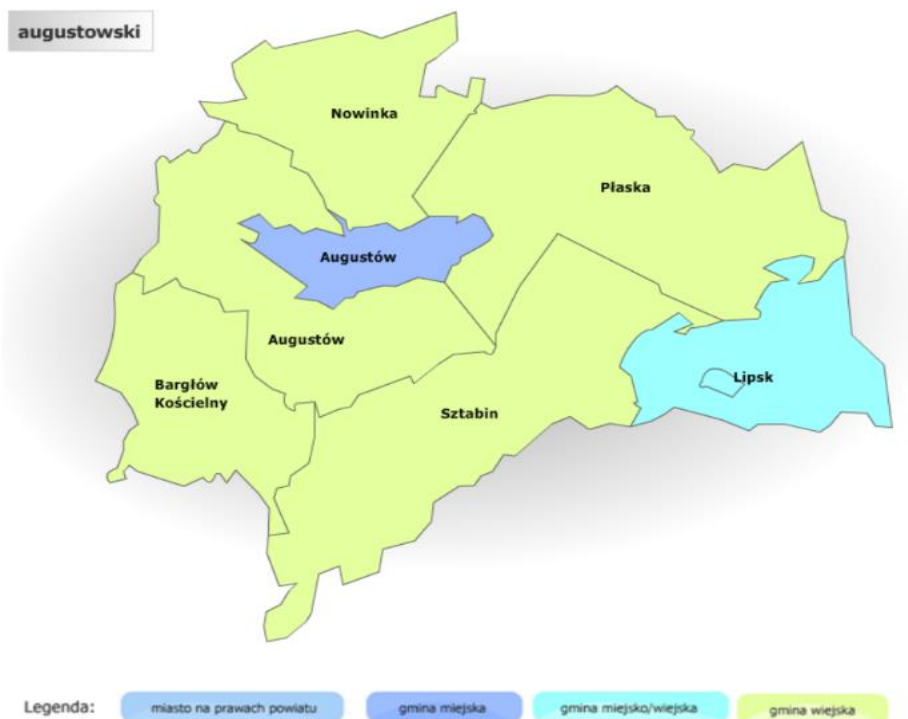 augustowski
Nowinka
Płaska
Augustów
Augustów
Bargłów
Kościelny
Lipsk
Sztabin
Legenda:
miasto na prawach powiatu
gmina miejska
gmina miejsko/wiejska
gmina wiejska